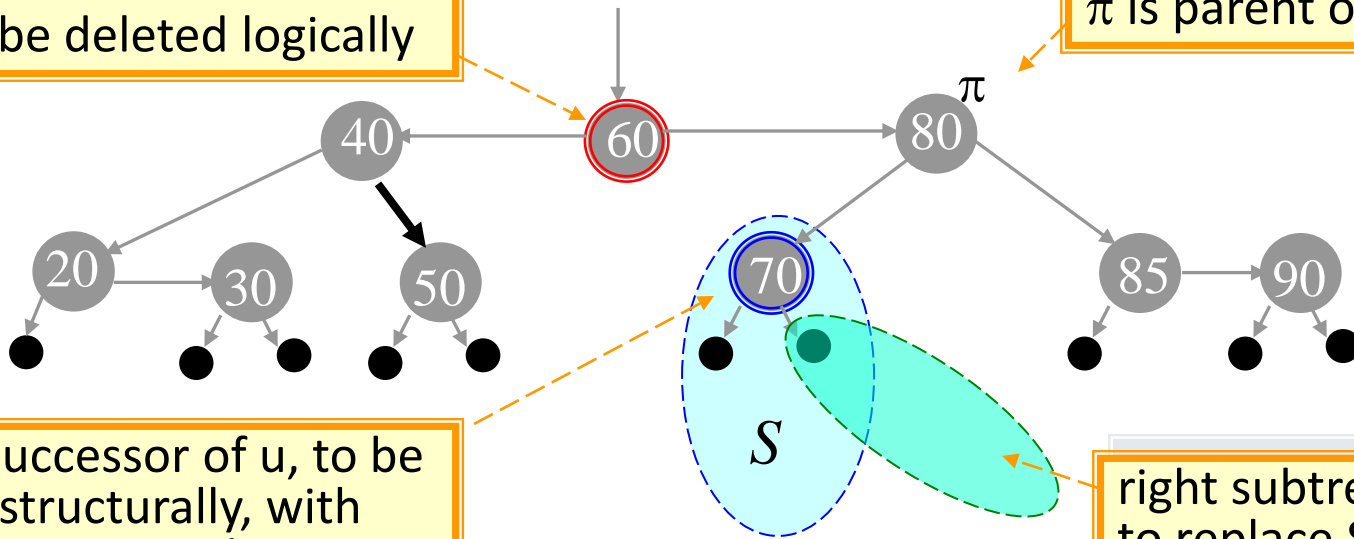 be deleted logically
π is parent o
π
40
60
80
20
30
50
70
85
90
S
uccessor of u, to be
structurally, with
right subtre
to replace S